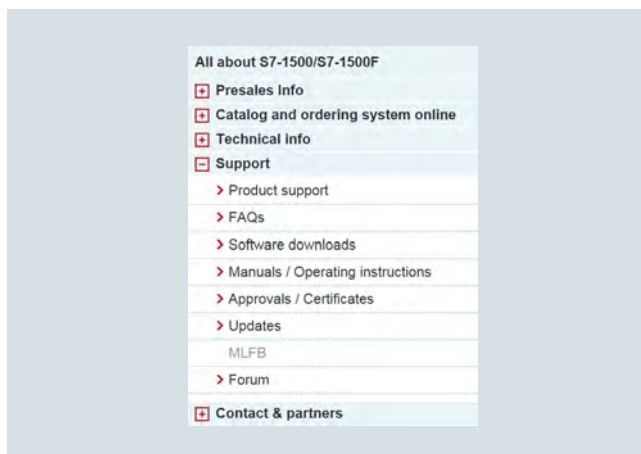 All about S7-1500/S7-1500F
Presales Info
Catalog and ordering system online
Technical info
Support
Product support
FAQs
Software downloads
Manuals / Operating instructions
Approvals / Certificates
Updates
MLFB
Forum
Contact & partners